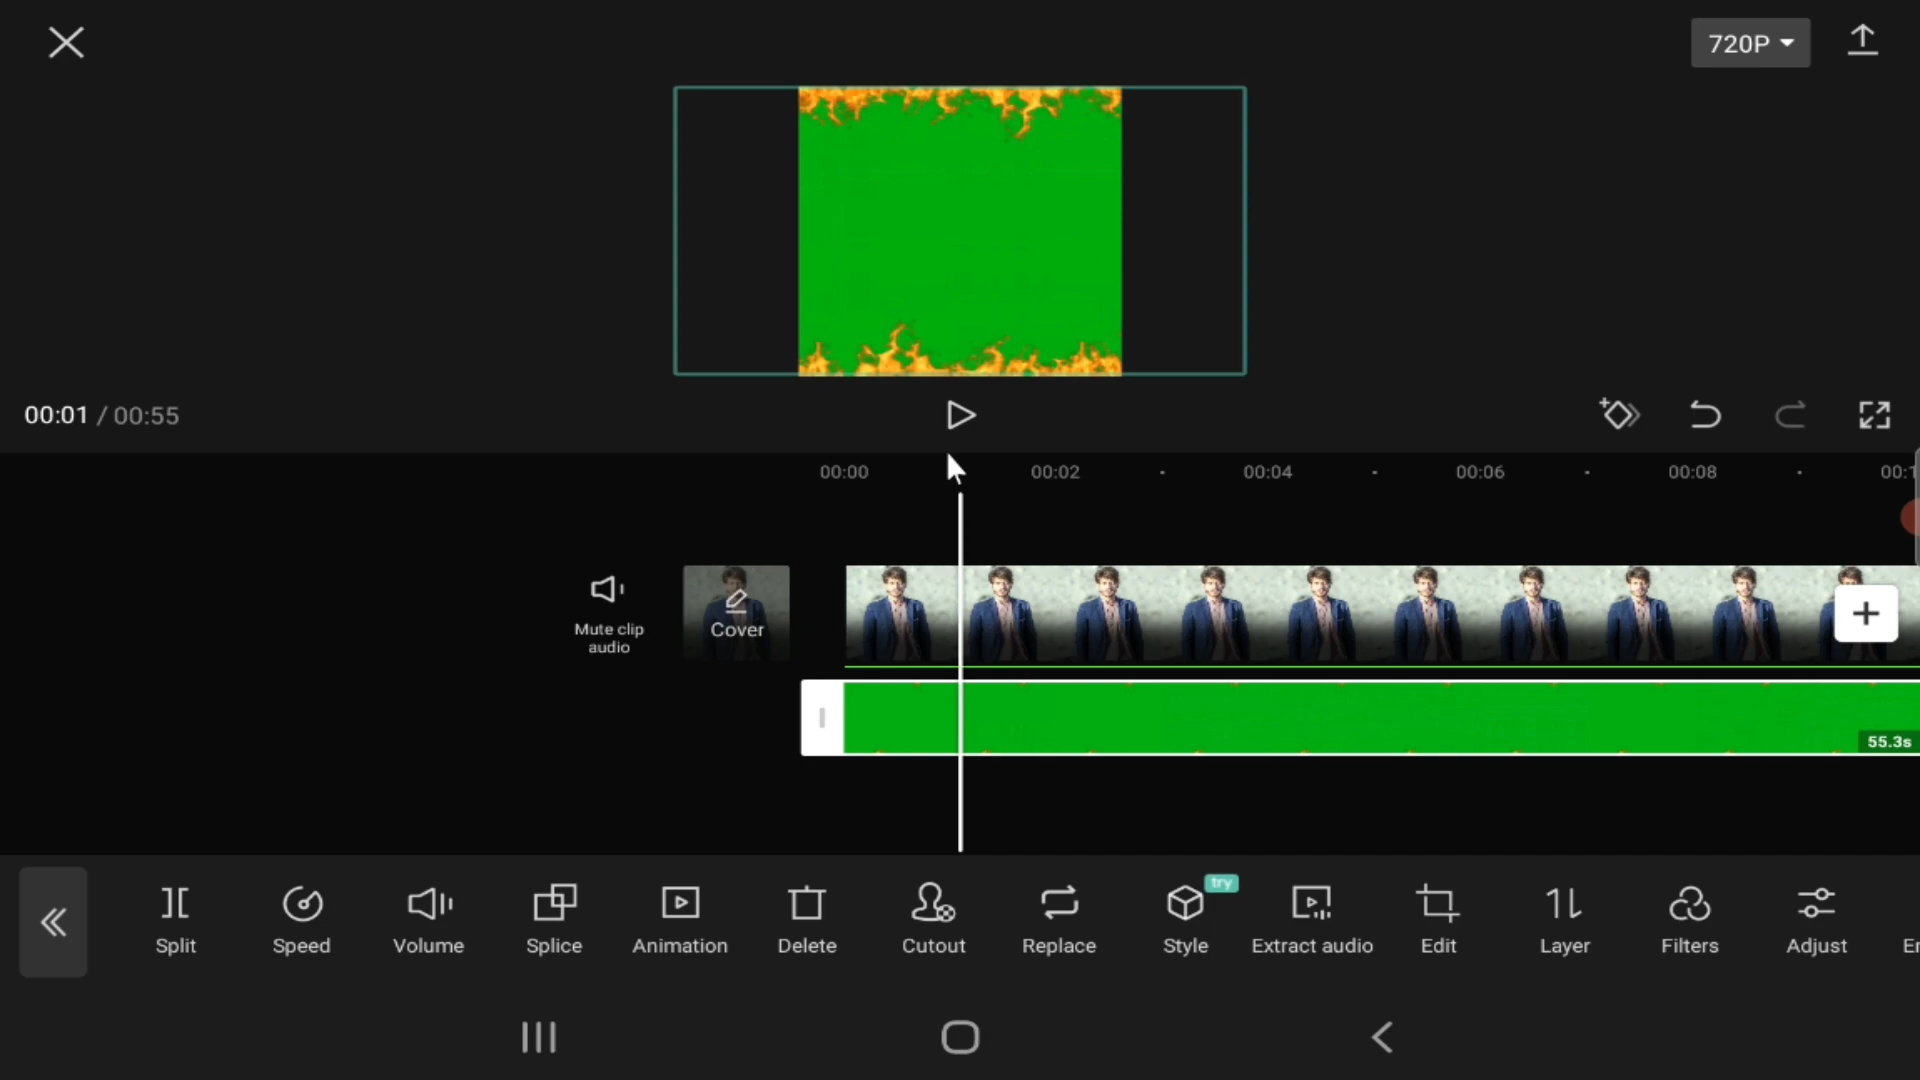 720P
00:01 / 00:55
00:00 00:02 00:04 00:06 00:08
Mute clip
audio
Cover
55.3s
try
Split Speed Volume Splice Animation Delete Cutout Replace Style Extract audio Edit Layer Filters Adjust